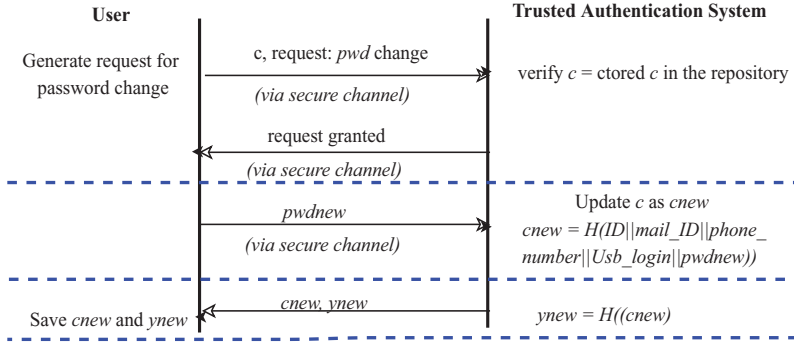 User
Trusted Authentication System
Generate request for
password change
c, request: pwd change
(via secure channel)
verify c = ctored c in the repository
request granted
(via secure channel)
pwdnew
(via secure channel)
Update c as cnew
cnew = H(ID||mail_ID||phone_
number||Usb_login||pwdnew))
cnew, ynew
Save cnew and ynew
ynew = H((cnew)